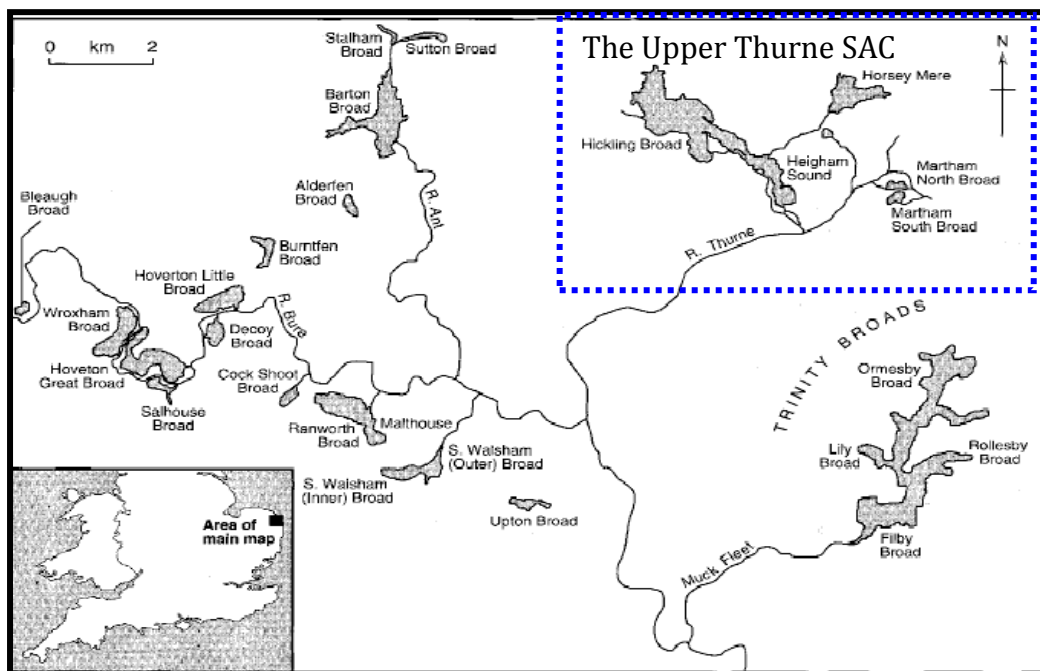 0 km 2
Stalham
Broad
Sutton Broad
The Upper Thurne SAC
N
Horsey Mere
Barton
Broad
Hickling Broad
Heigham
Sound
Martham
North Broad
Martham
South Broad
Bleaugh
Broad
Alderfen
Broad
R. Ant
Burntfen
Broad
R. Thurne
Hoverton Little
Broad
Wroxham
Broad
R. Bure
Decoy
Broad
Hoveton
Great Broad
Cock Shoot
Broad
Salhouse
Broad
Ranworth
Broad
Malthouse
S. Walsham
(Outer) Broad
S. Walsham
(Inner) Broad
Upton Broad
TRINITY BROADS
Ormesby
Broad
Lily
Broad
Rollesby
Broad
Filby
Broad
Muck Fleet
Area of
main map